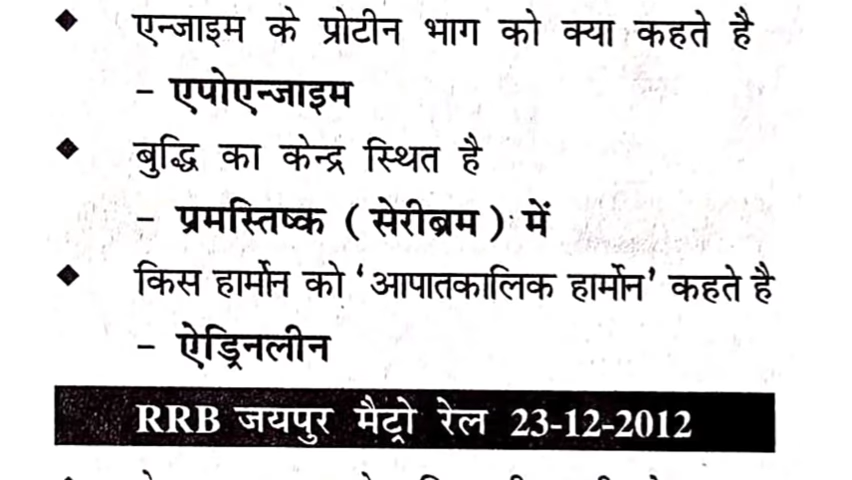 ◆ एन्जाइम के प्रोटीन भाग को क्या कहते है
– एपोएन्जाइम
◆ बुद्धि का केन्द्र स्थित है
– प्रमस्तिष्क (सेरीब्रम) में
◆ किस हार्मोन को 'आपातकालिक हार्मोन' कहते है
– ऐड्रिनलीन
RRB जयपुर मैट्रो रेल 23-12-2012